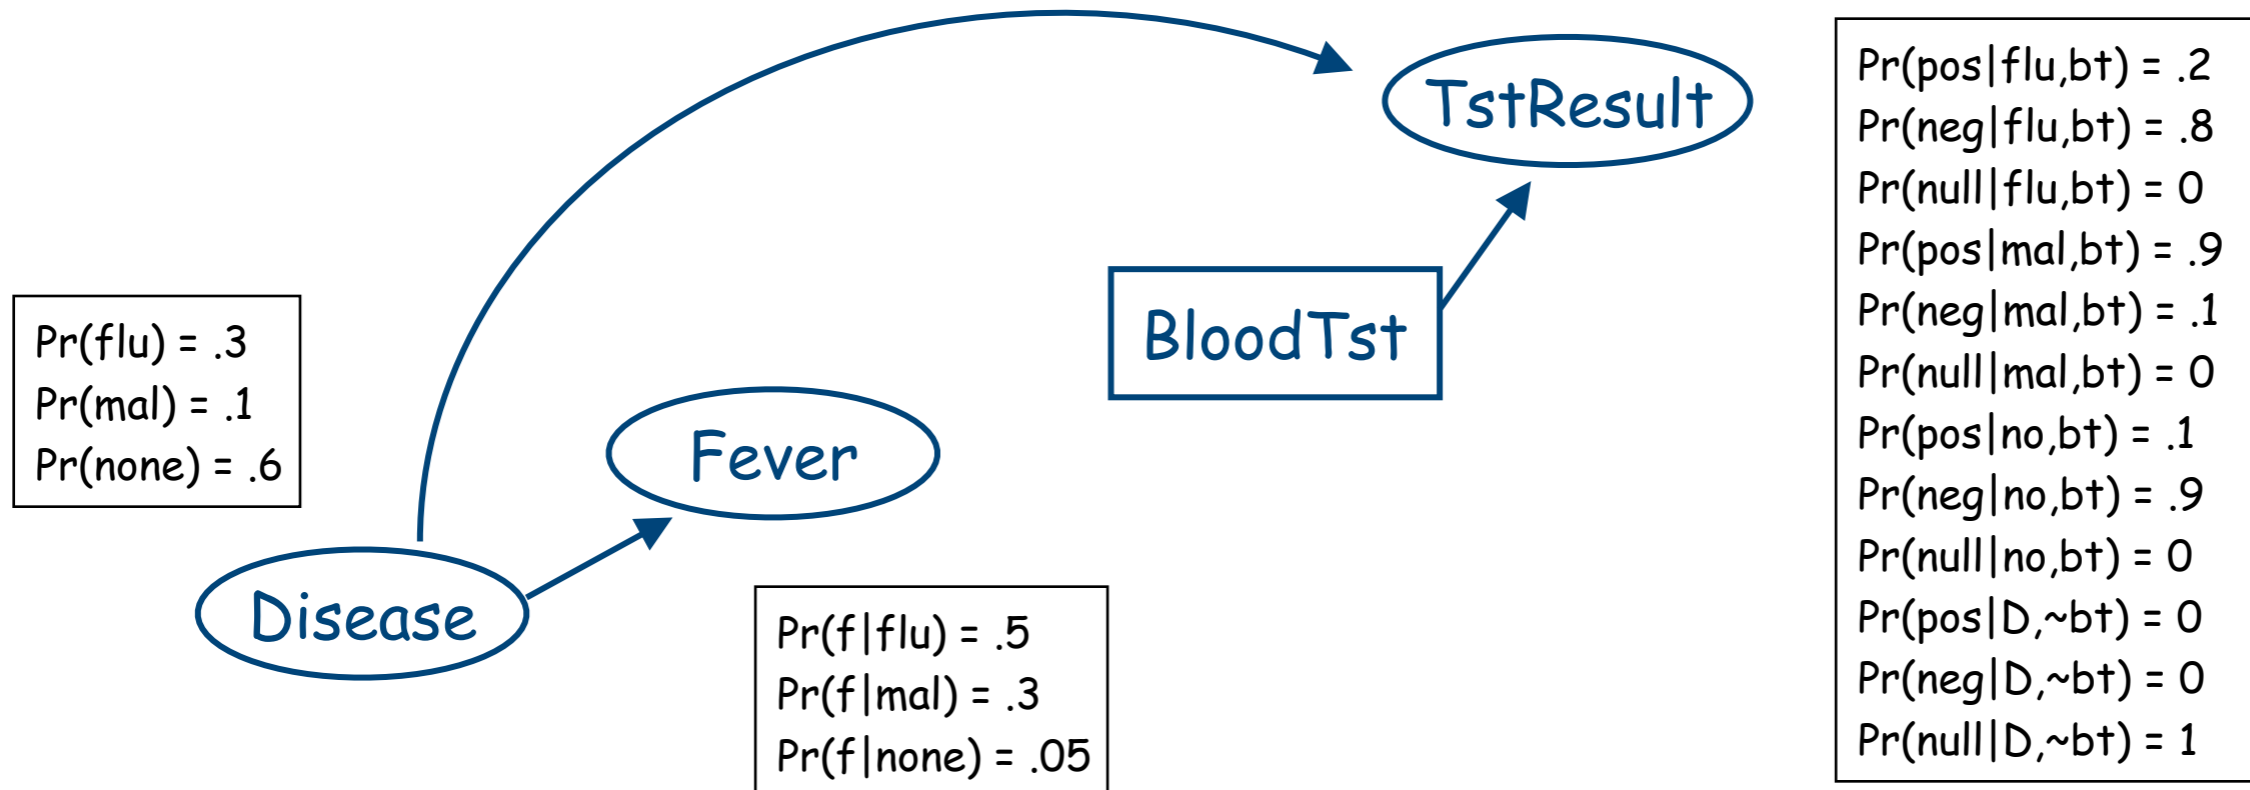 TstResult
BloodTst
Fever
Disease
Pr(flu) = .3
Pr(mal) = .1
Pr(none) = .6
Pr(f|flu) = .5
Pr(f|mal) = .3
Pr(f|none) = .05
Pr(pos|flu,bt) = .2
Pr(neg|flu,bt) = .8
Pr(null|flu,bt) = 0
Pr(pos|mal,bt) = .9
Pr(neg|mal,bt) = .1
Pr(null|mal,bt) = 0
Pr(pos|no,bt) = .1
Pr(neg|no,bt) = .9
Pr(null|no,bt) = 0
Pr(pos|D,~bt) = 0
Pr(neg|D,~bt) = 0
Pr(null|D,~bt) = 1